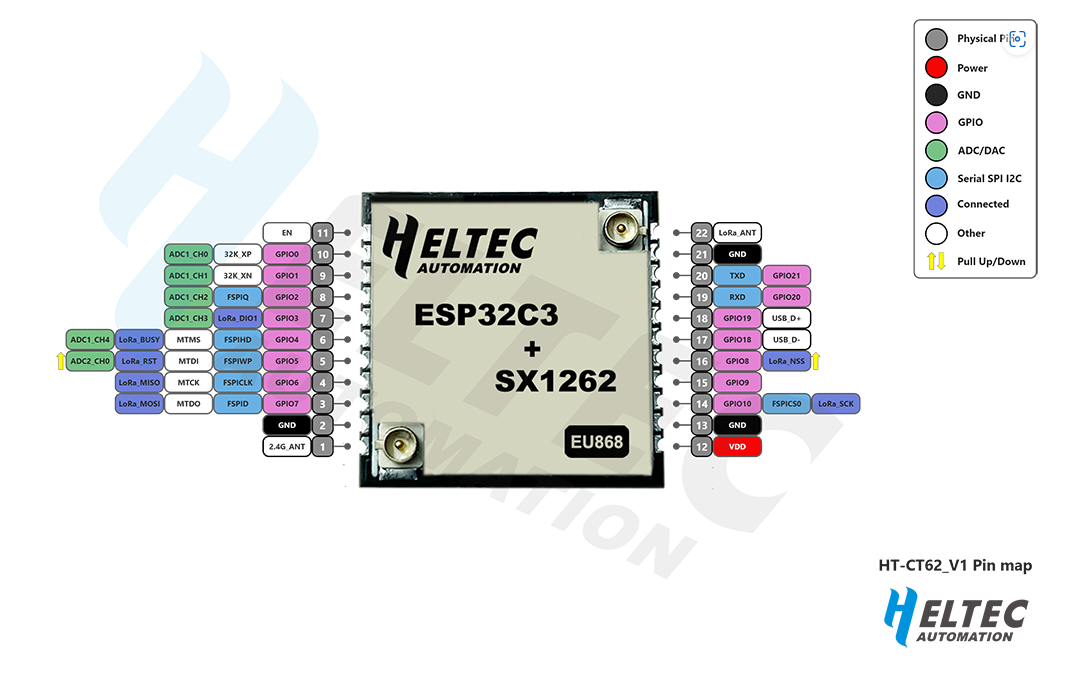 Physical Pin
Power
GND
GPIO
ADC/DAC
Serial SPI I2C
Connected
Other
Pull Up/Down
HELTEC
AUTOMATION
ESP32C3
+
SX1262
EU868
EN 11
ADC1_CH0 32K_XP GPIO0 10
ADC1_CH1 32K_XN GPIO1 9
ADC1_CH2 FSPIQ GPIO2 8
ADC1_CH3 LoRa_DIO1 GPIO3 7
ADC1_CH4 LoRa_BUSY MTMS FSPIHD GPIO4 6
ADC2_CH0 LoRa_RST MTDI FSPIWP GPIO5 5
LoRa_MISO MTCK FSPICLK GPIO6 4
LoRa_MOSI MTDO FSPID GPIO7 3
GND 2
2.4G_ANT 1
22 LoRa_ANT
21 GND
20 TXD GPIO21
19 RXD GPIO20
18 GPIO19 USB_D+
17 GPIO18 USB_D-
16 GPIO8 LoRa_NSS
15 GPIO9
14 GPIO10 FSPICS0 LoRa_SCK
13 GND
12 VDD
HELTEC
AUTOMATION
HT-CT62_V1 Pin map
HELTEC
AUTOMATION